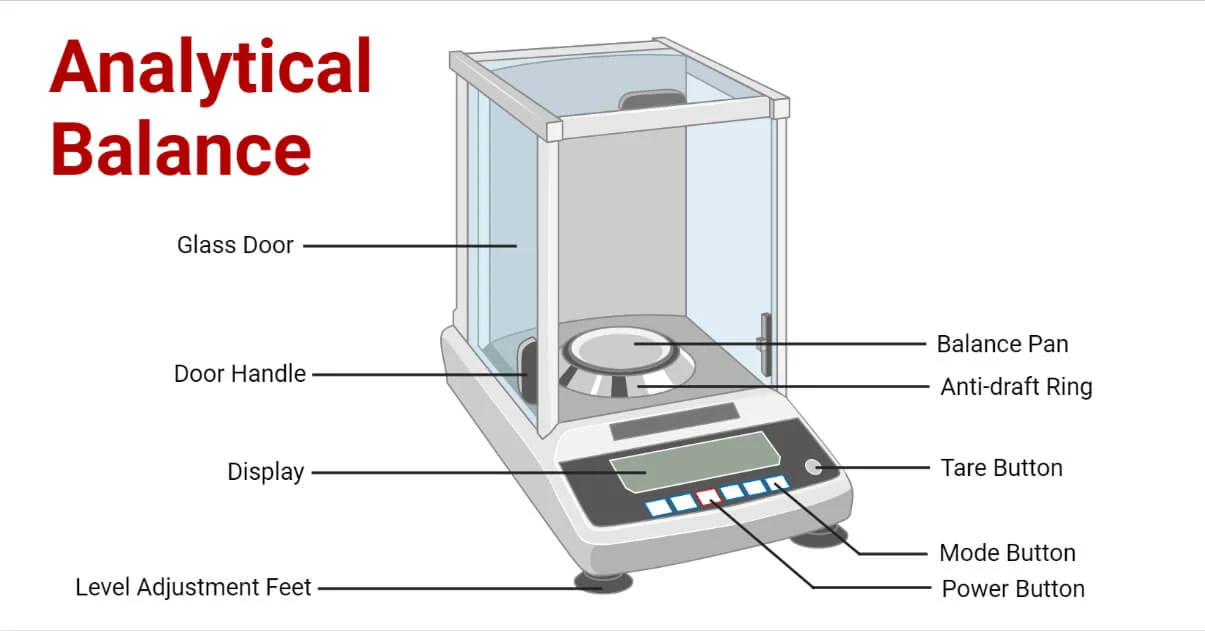 Analytical
Balance
Glass Door
Door Handle
Display
Level Adjustment Feet
Balance Pan
Anti-draft Ring
Tare Button
Mode Button
Power Button